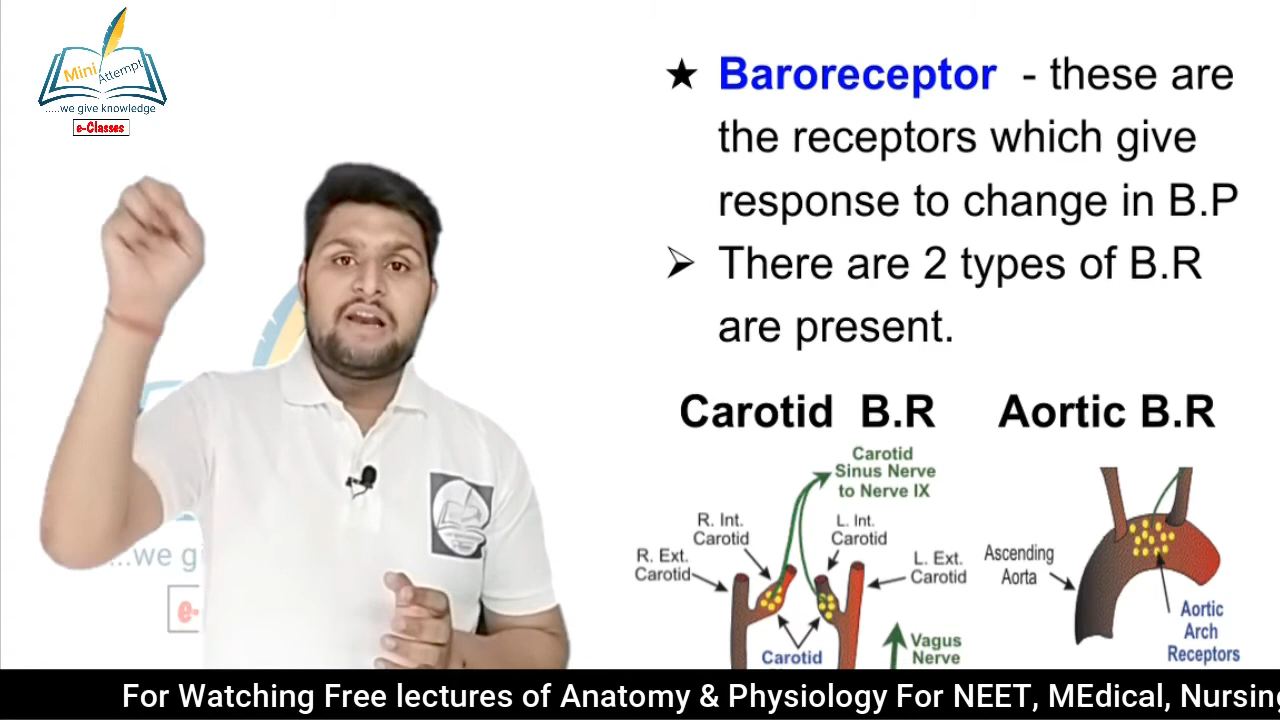 Mini Attempt
.....we give knowledge
e-Classes
★ Baroreceptor - these are
the receptors which give
response to change in B.P
➢ There are 2 types of B.R
are present.
Carotid B.R
Aortic B.R
Carotid
Sinus Nerve
to Nerve IX
R. Int.
Carotid
L. Int.
Carotid
R. Ext.
Carotid
L. Ext.
Carotid
Carotid
Vagus
Nerve
Ascending
Aorta
Aortic
Arch
Receptors
...we g
e-
For Watching Free lectures of Anatomy & Physiology For NEET, MEdical, Nursing